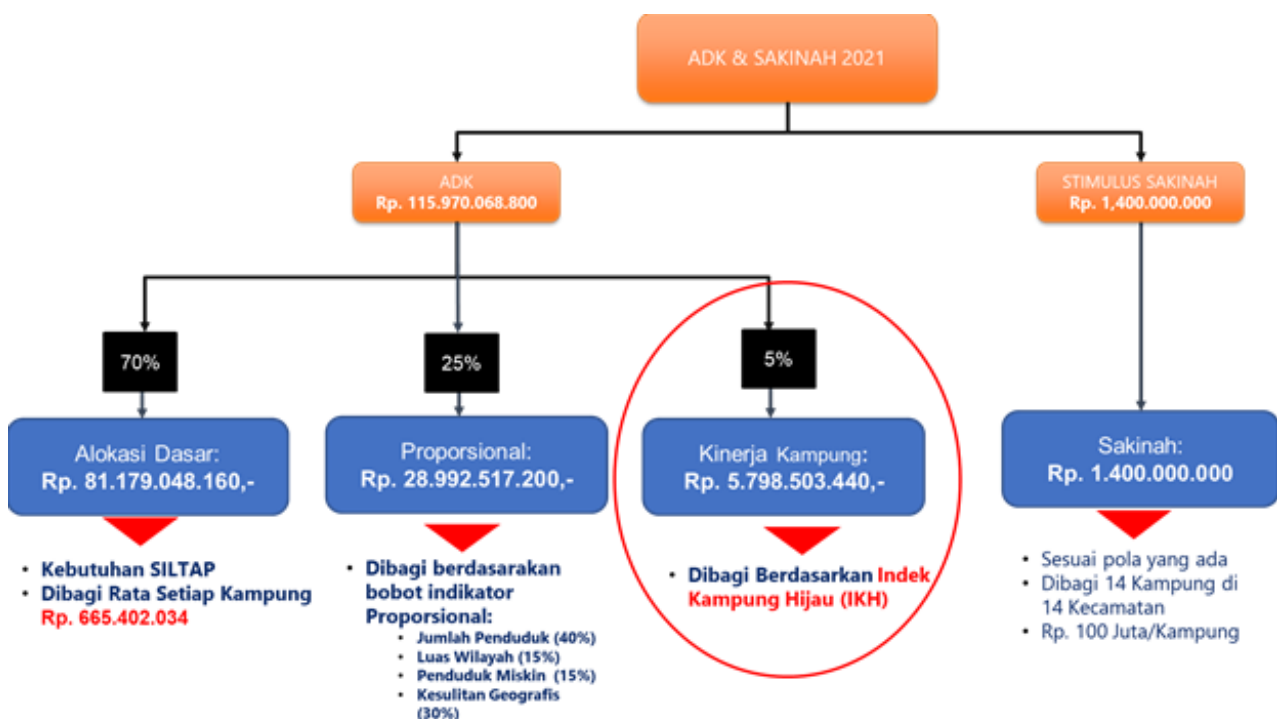 ADK & SAKINAH 2021
ADK
Rp. 115.970.068.800
STIMULUS SAKINAH
Rp. 1,400.000.000
70%
25%
5%
Alokasi Dasar:
Rp. 81.179.048.160,-
Proporsional:
Rp. 28.992.517.200,-
Kinerja Kampung:
Rp. 5.798.503.440,-
Sakinah:
Rp. 1.400.000.000
• Kebutuhan SILTAP
• Dibagi Rata Setiap Kampung
Rp. 665.402.034
• Dibagi berdasarakan
bobot indikator
Proporsional:
• Jumlah Penduduk (40%)
• Luas Wilayah (15%)
• Penduduk Miskin (15%)
• Kesulitan Geografis
(30%)
• Dibagi Berdasarkan Indek
Kampung Hijau (IKH)
• Sesuai pola yang ada
• Dibagi 14 Kampung di
14 Kecamatan
• Rp. 100 Juta/Kampung